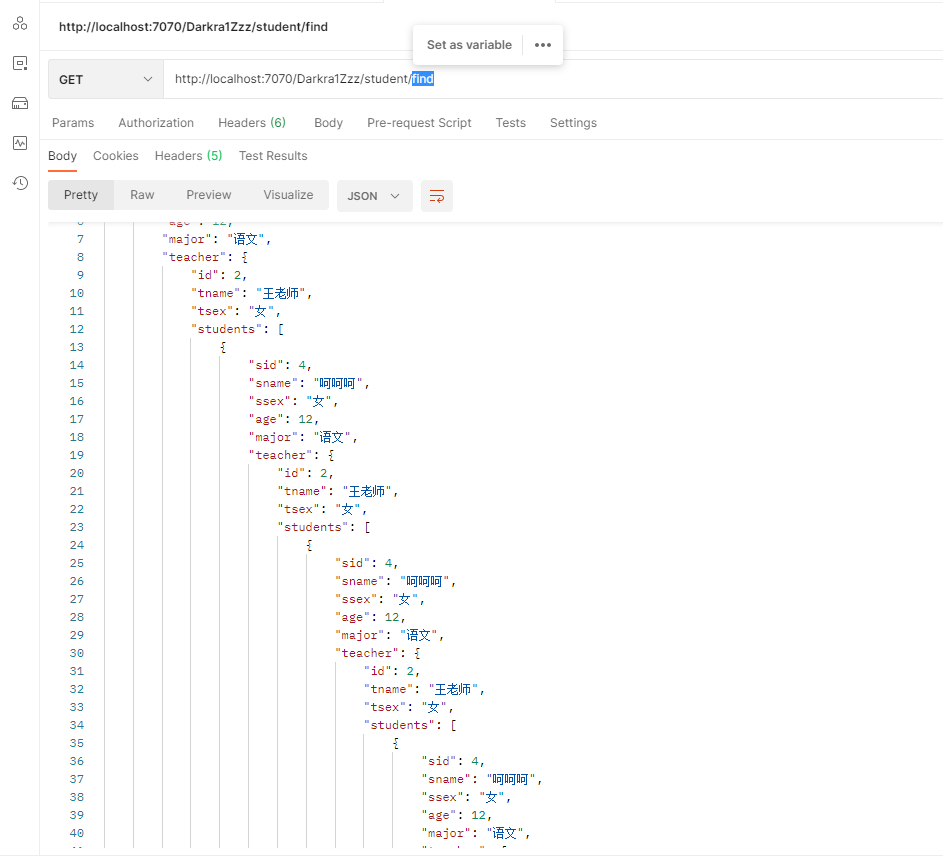 http://localhost:7070/Darkra1Zzz/student/find
Set as variable •••
GET http://localhost:7070/Darkra1Zzz/student/find
Params Authorization Headers (6) Body Pre-request Script Tests Settings
Body Cookies Headers (5) Test Results
Pretty Raw Preview Visualize JSON
6 "age": 12,
7 "major": "语文",
8 "teacher": {
9 "id": 2,
10 "tname": "王老师",
11 "tsex": "女",
12 "students": [
13 {
14 "sid": 4,
15 "sname": "呵呵呵",
16 "ssex": "女",
17 "age": 12,
18 "major": "语文",
19 "teacher": {
20 "id": 2,
21 "tname": "王老师",
22 "tsex": "女",
23 "students": [
24 {
25 "sid": 4,
26 "sname": "呵呵呵",
27 "ssex": "女",
28 "age": 12,
29 "major": "语文",
30 "teacher": {
31 "id": 2,
32 "tname": "王老师",
33 "tsex": "女",
34 "students": [
35 {
36 "sid": 4,
37 "sname": "呵呵呵",
38 "ssex": "女",
39 "age": 12,
40 "major": "语文",